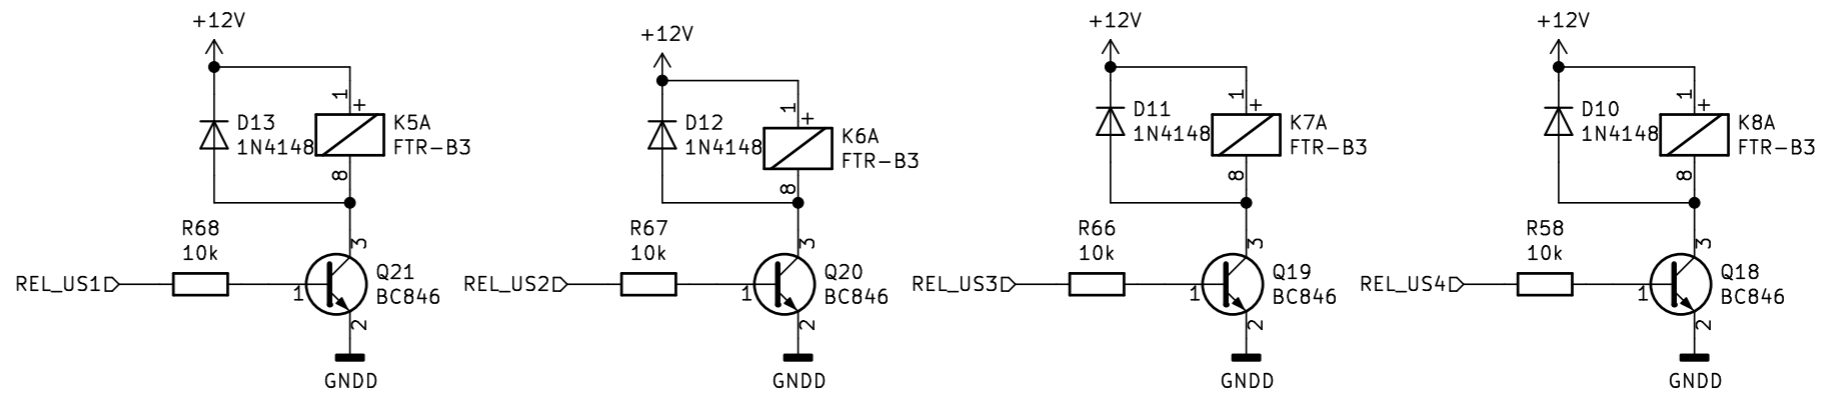 +12V
D13
1N4148
1
+
K5A
FTR-B3
8
R68
10k
3
REL_US1
1
Q21
BC846
2
GNDD
+12V
D12
1N4148
1
+
K6A
FTR-B3
8
R67
10k
3
REL_US2
1
Q20
BC846
2
GNDD
+12V
D11
1N4148
1
+
K7A
FTR-B3
8
R66
10k
3
REL_US3
1
Q19
BC846
2
GNDD
+12V
D10
1N4148
1
+
K8A
FTR-B3
8
R58
10k
3
REL_US4
1
Q18
BC846
2
GNDD